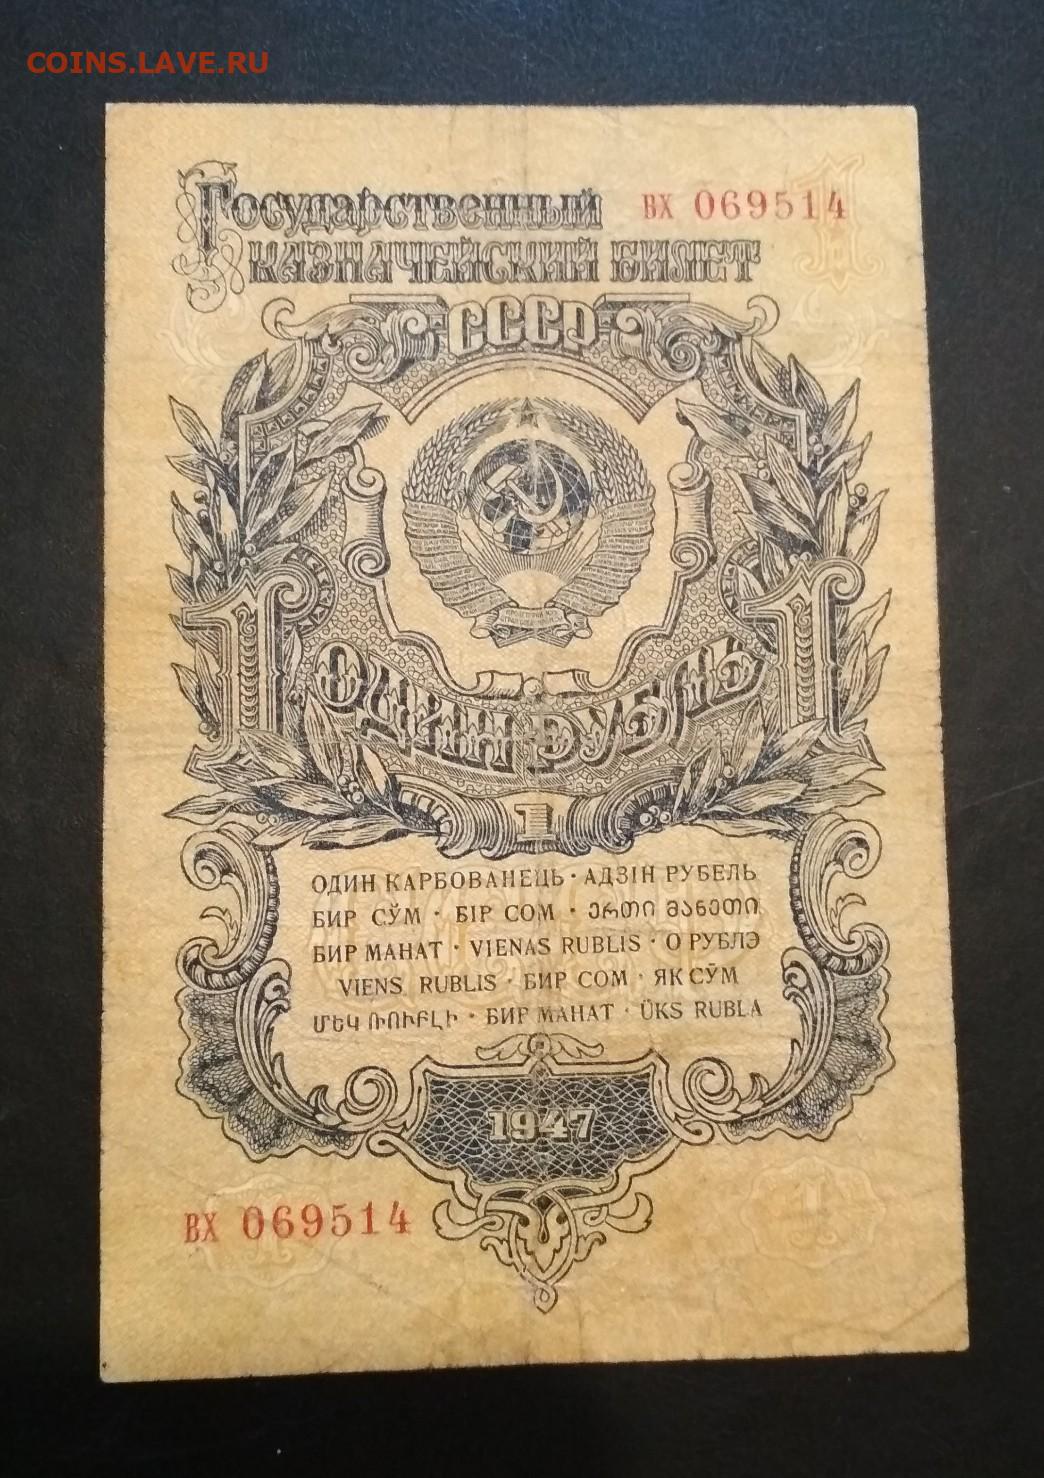 COINS.LAVE.RU
Государственный ВХ 069514
казначейский билет
СССР
1 1
ОДИН РУБЛЬ
1
ОДИН КАРБОВАНЕЦЬ · АДЗІН РУБЕЛЬ
БИР СЎМ · БІР СОМ · ერთი მანეთი
БИР МАНАТ · VIENAS RUBLIS · О РУБЛЭ
VIENS RUBLIS · БИР СОМ · ЯК СӮМ
ՄԵԿ ՌՈՒԲԼԻ · БИР МАНАТ · ÜKS RUBLA
1947
ВХ 069514